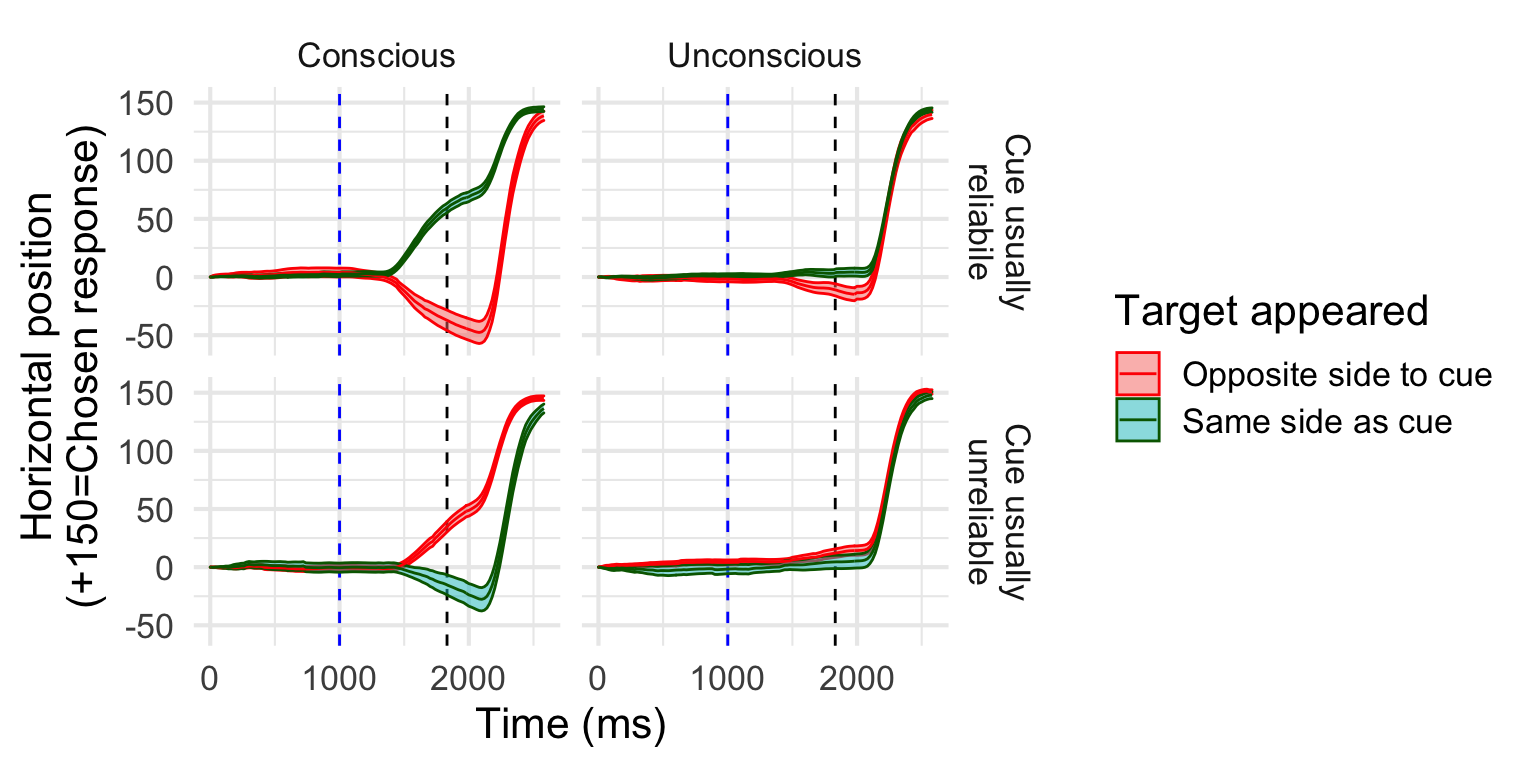 Conscious
Unconscious
150
100
50
0
-50
Cue usually
reliabile
150
100
50
0
-50
Cue usually
unreliable
0
1000
2000
0
1000
2000
Time (ms)
Horizontal position
(+150=Chosen response)
Target appeared
Opposite side to cue
Same side as cue